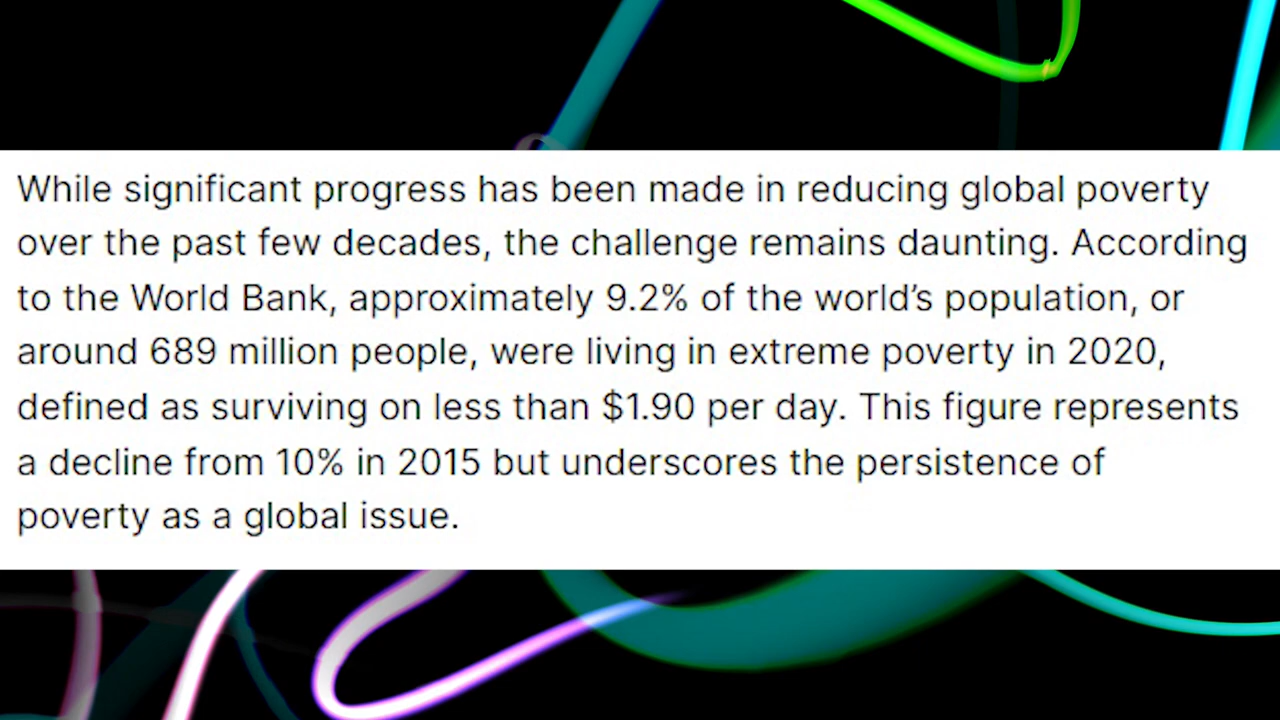 While significant progress has been made in reducing global poverty
over the past few decades, the challenge remains daunting. According
to the World Bank, approximately 9.2% of the world’s population, or
around 689 million people, were living in extreme poverty in 2020,
defined as surviving on less than $1.90 per day. This figure represents
a decline from 10% in 2015 but underscores the persistence of
poverty as a global issue.